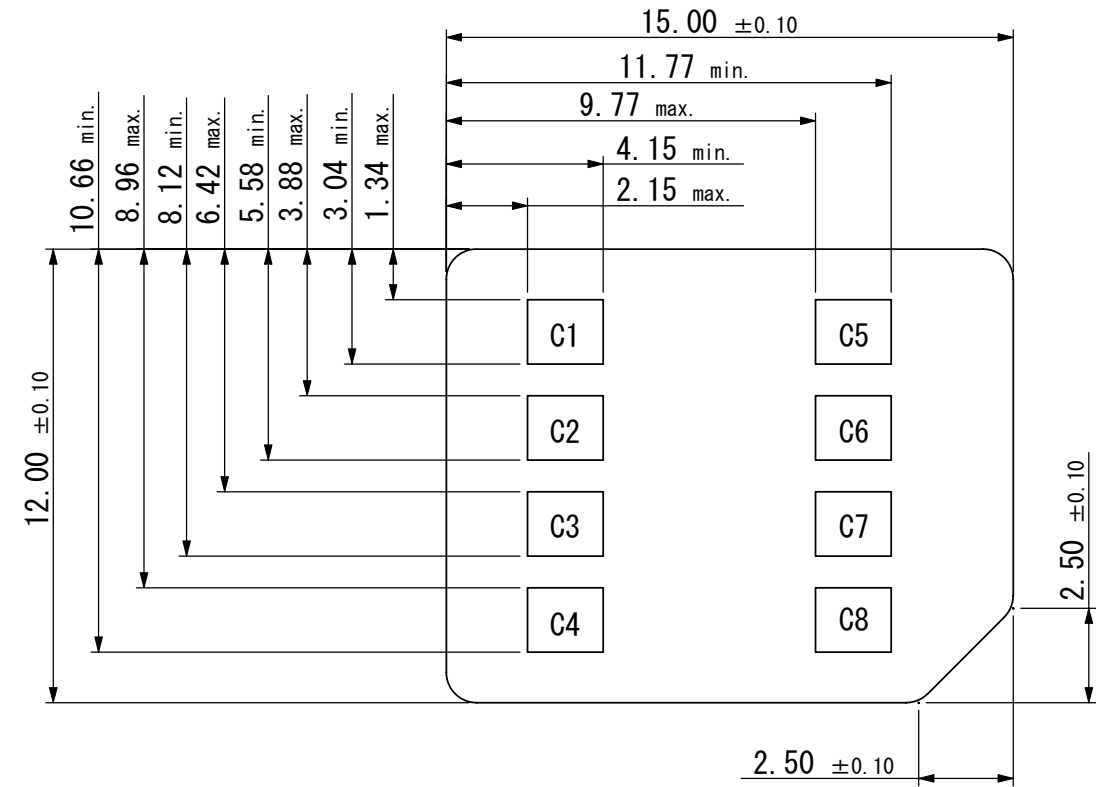 15.00 ±0.10
11.77 min.
9.77 max.
4.15 min.
2.15 max.
10.66 min.
8.96 max.
8.12 min.
6.42 max.
5.58 min.
3.88 max.
3.04 min.
1.34 max.
12.00 ±0.10
C1
C5
C2
C6
C3
C7
C4
C8
2.50 ±0.10
2.50 ±0.10